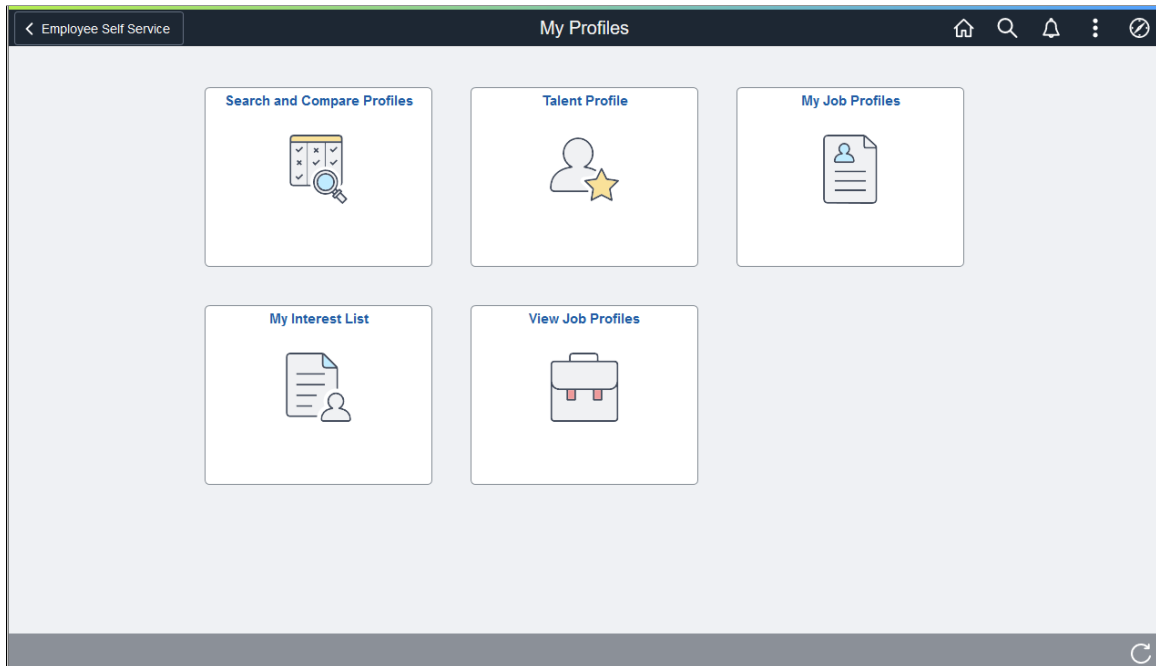 Employee Self Service
My Profiles
Search and Compare Profiles
Talent Profile
My Job Profiles
My Interest List
View Job Profiles